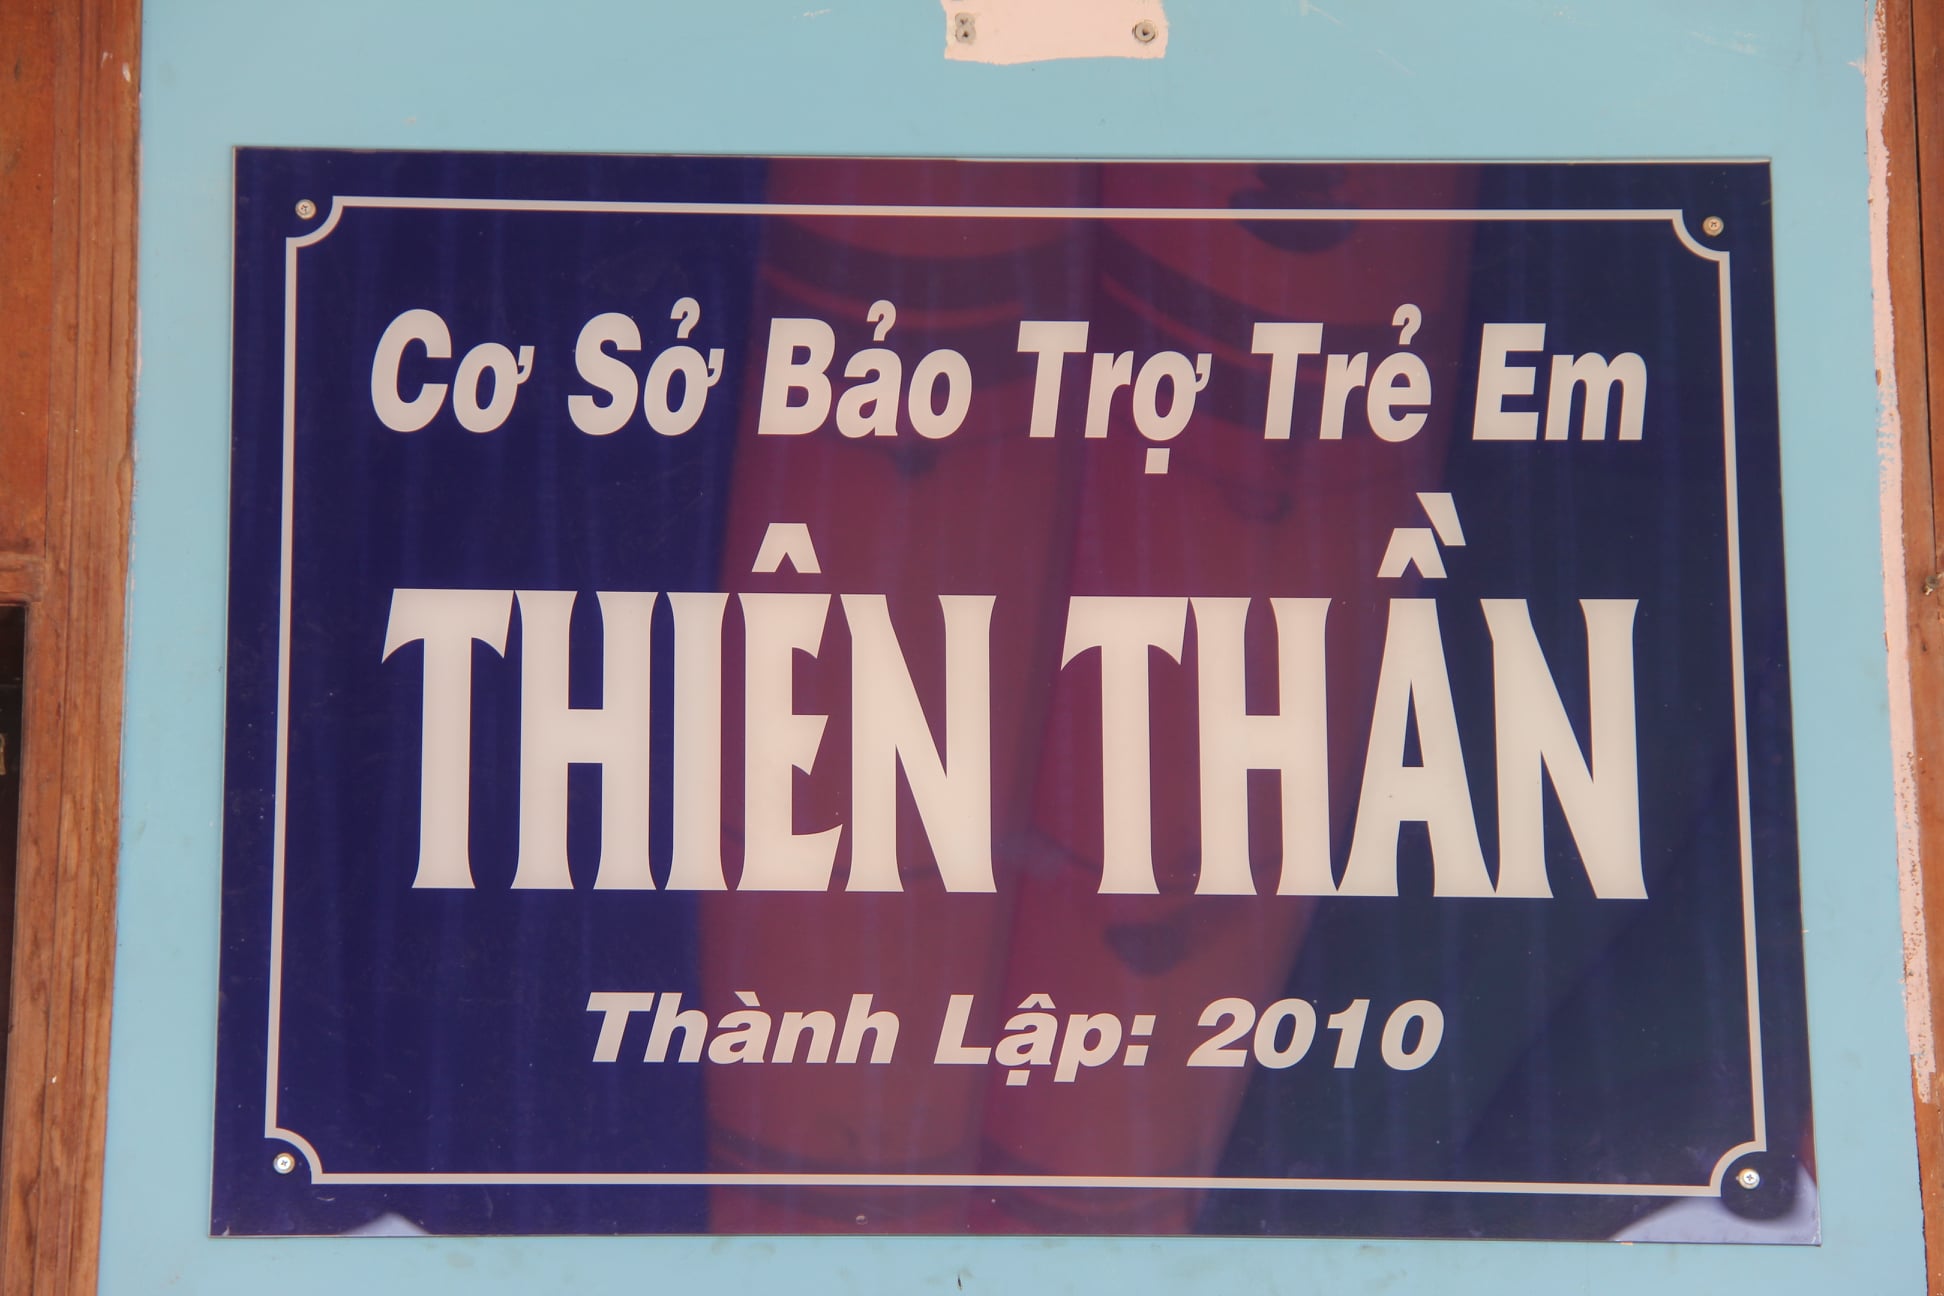 Cơ Sở Bảo Trợ Trẻ Em
THIÊN THẦN
Thành Lập: 2010